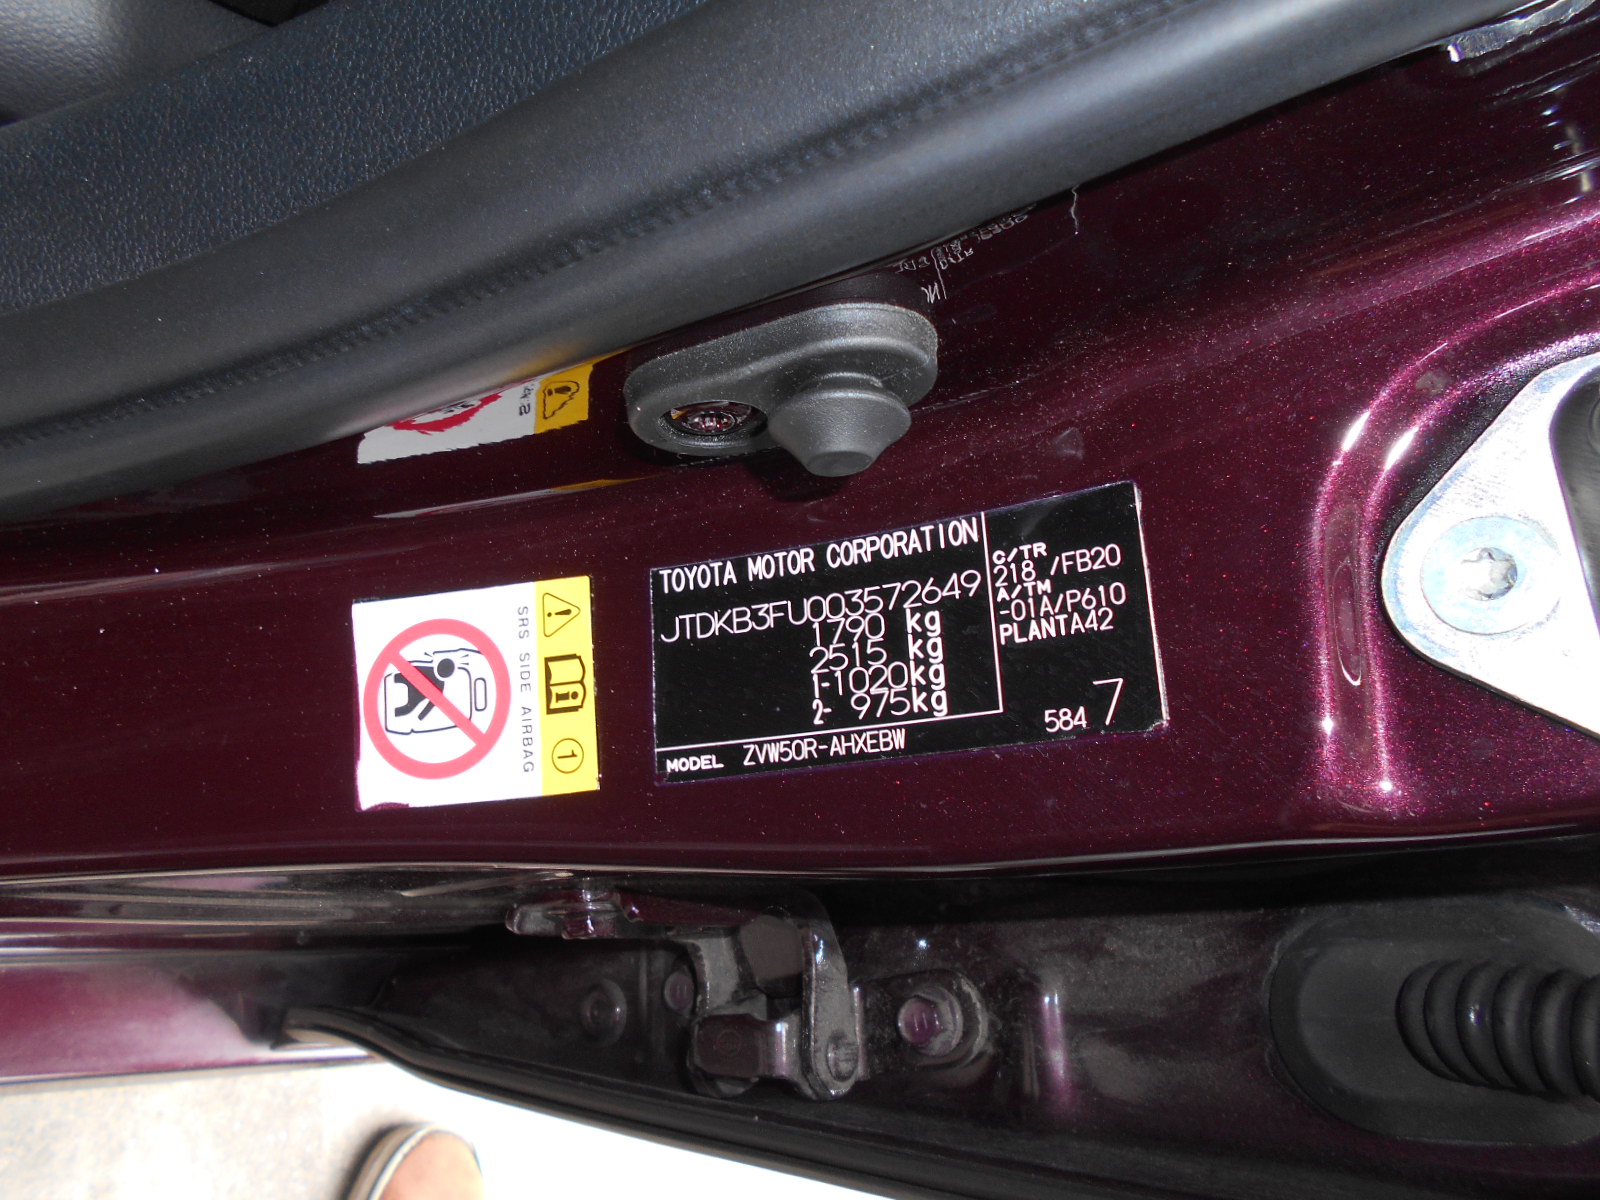 TOYOTA MOTOR CORPORATION
JTDKB3FU003572649
1790 kg
2515 kg
1-1020kg
2- 975kg
MODEL ZVW50R-AHXEBW
C/TR
218 /FB20
A/TM
-01A/P610
PLANTA42
584 7
SRS SIDE AIRBAG
1